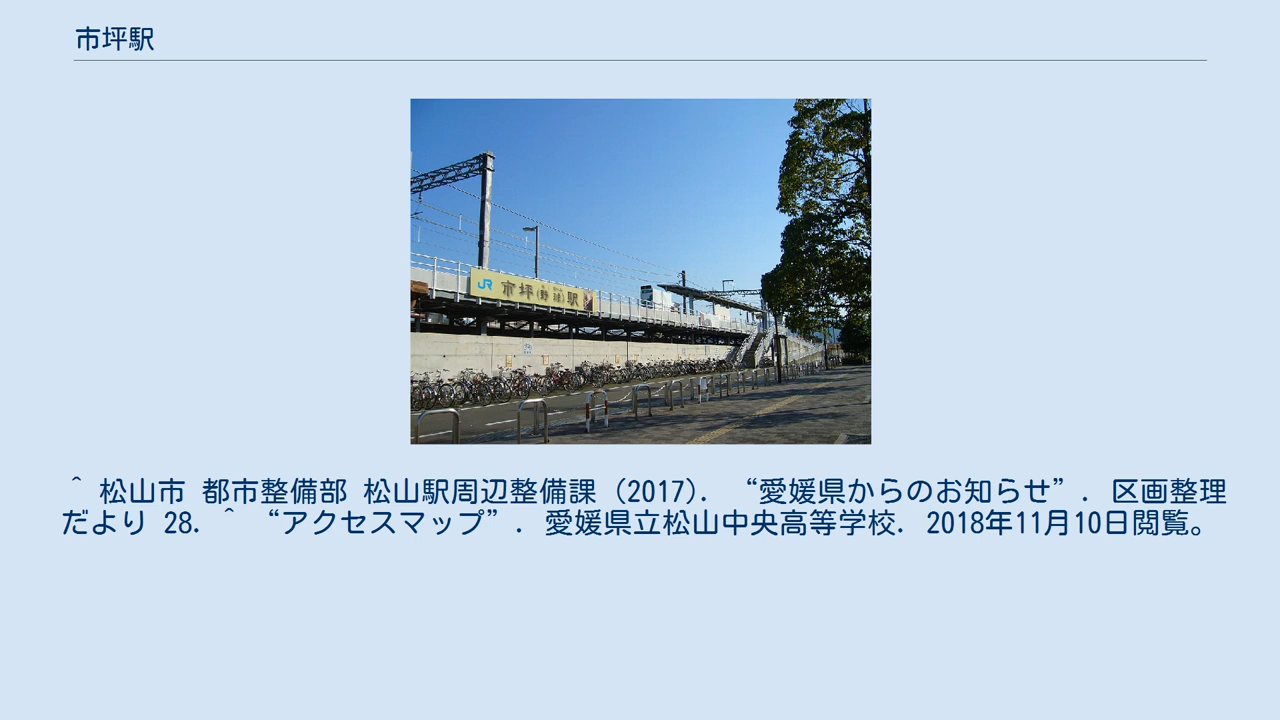 市坪駅
JR 市坪(野球)駅
^ 松山市 都市整備部 松山駅周辺整備課 (2017). “愛媛県からのお知らせ”. 区画整理
だより 28. ^ “アクセスマップ”. 愛媛県立松山中央高等学校. 2018年11月10日閲覧。